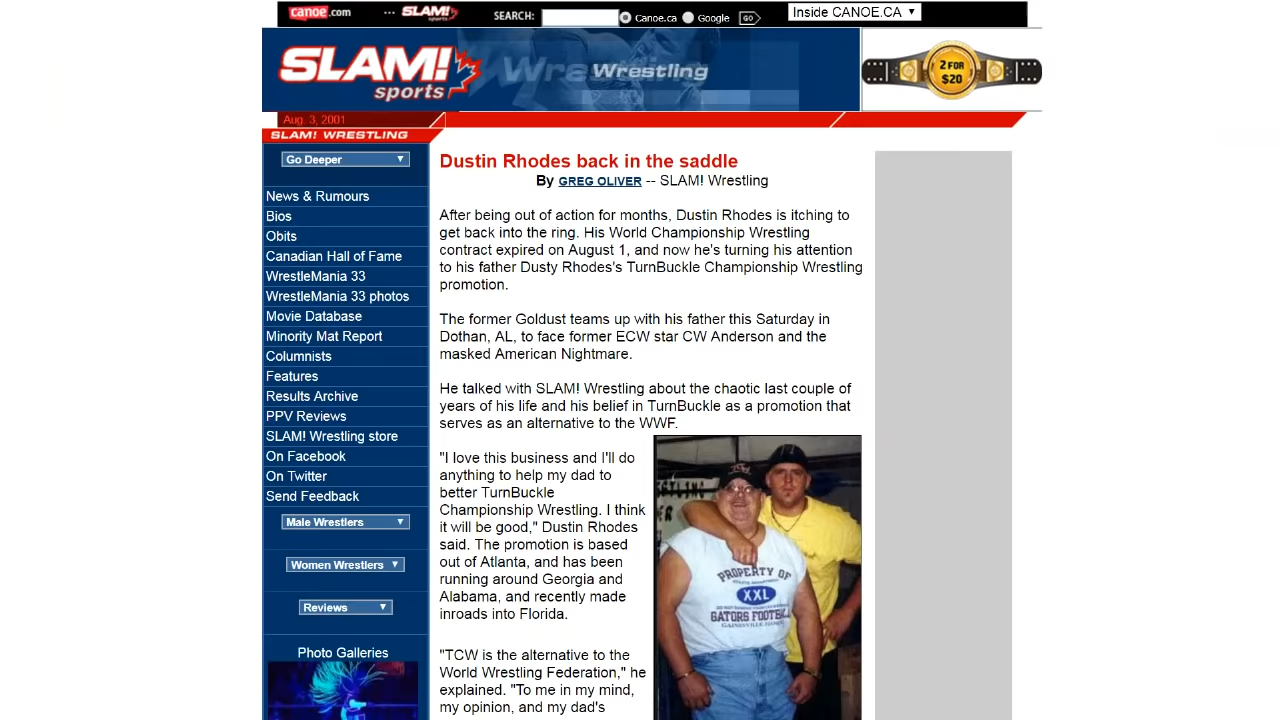 canoe.com ... SLAM! sports SEARCH: Canoe.ca Google GO Inside CANOE.CA
SLAM! sports
Wrestling
2 FOR
$20
Aug. 3, 2001
SLAM! WRESTLING
Go Deeper
News & Rumours
Bios
Obits
Canadian Hall of Fame
WrestleMania 33
WrestleMania 33 photos
Movie Database
Minority Mat Report
Columnists
Features
Results Archive
PPV Reviews
SLAM! Wrestling store
On Facebook
On Twitter
Send Feedback
Male Wrestlers
Women Wrestlers
Reviews
Photo Galleries
Dustin Rhodes back in the saddle
By GREG OLIVER -- SLAM! Wrestling
After being out of action for months, Dustin Rhodes is itching to
get back into the ring. His World Championship Wrestling
contract expired on August 1, and now he's turning his attention
to his father Dusty Rhodes's TurnBuckle Championship Wrestling
promotion.
The former Goldust teams up with his father this Saturday in
Dothan, AL, to face former ECW star CW Anderson and the
masked American Nightmare.
He talked with SLAM! Wrestling about the chaotic last couple of
years of his life and his belief in TurnBuckle as a promotion that
serves as an alternative to the WWF.
"I love this business and I'll do
anything to help my dad to
better TurnBuckle
Championship Wrestling. I think
it will be good," Dustin Rhodes
said. The promotion is based
out of Atlanta, and has been
running around Georgia and
Alabama, and recently made
inroads into Florida.
"TCW is the alternative to the
World Wrestling Federation," he
explained. "To me in my mind,
my opinion, and my dad's
PROPERTY OF
XXL
GATORS FOOTBALL